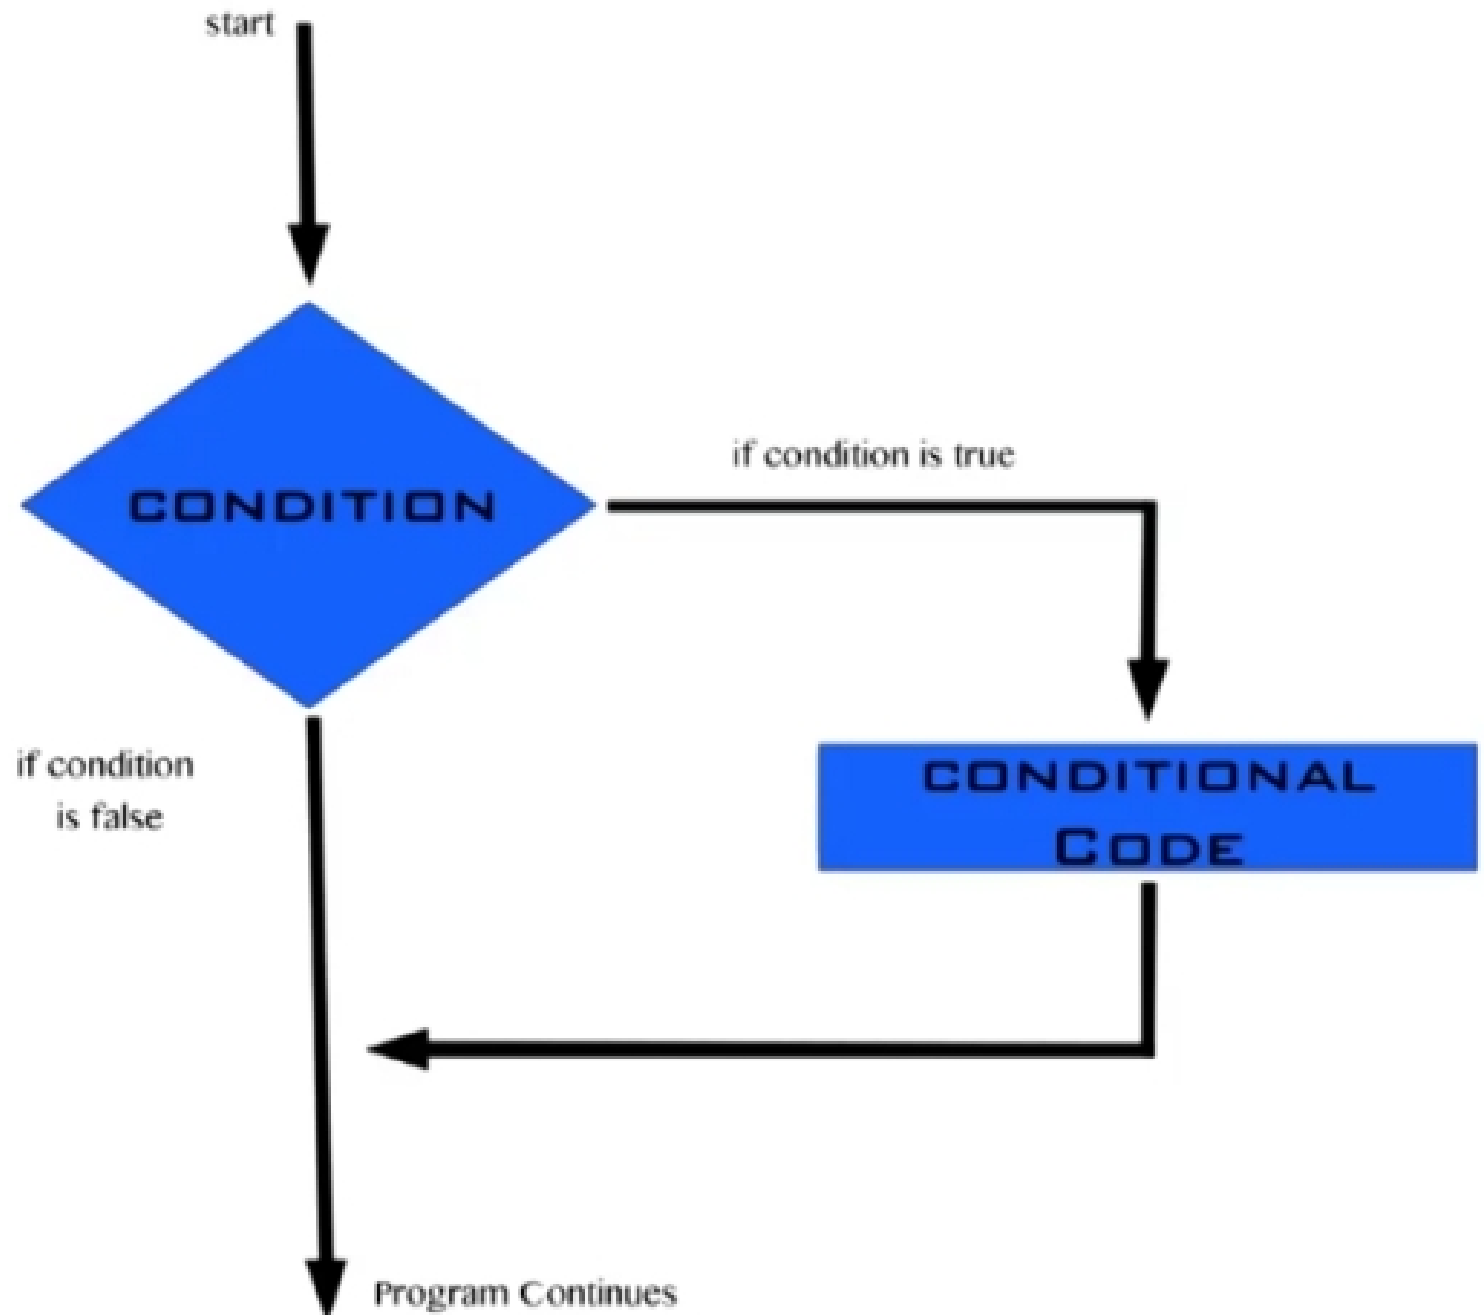 start
CONDITION
if condition is true
if condition
is false
CONDITIONAL
CODE
Program Continues